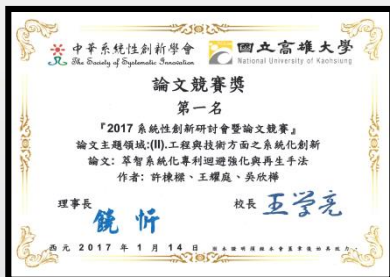 中華系統性創新學會 國立高雄大學
The Society of Systematic Innovation National University of Kaohsiung
論文競賽獎
第一名
『2017 系統性創新研討會暨論文競賽』
論文主題領域:(II).工程與技術方面之系統化創新
論文: 萃智系統化專利迴避強化與再生手法
作者: 許棟樑、王耀庭、吳欣樺
理事長 校長
西元 2017 年 1 月 14 日